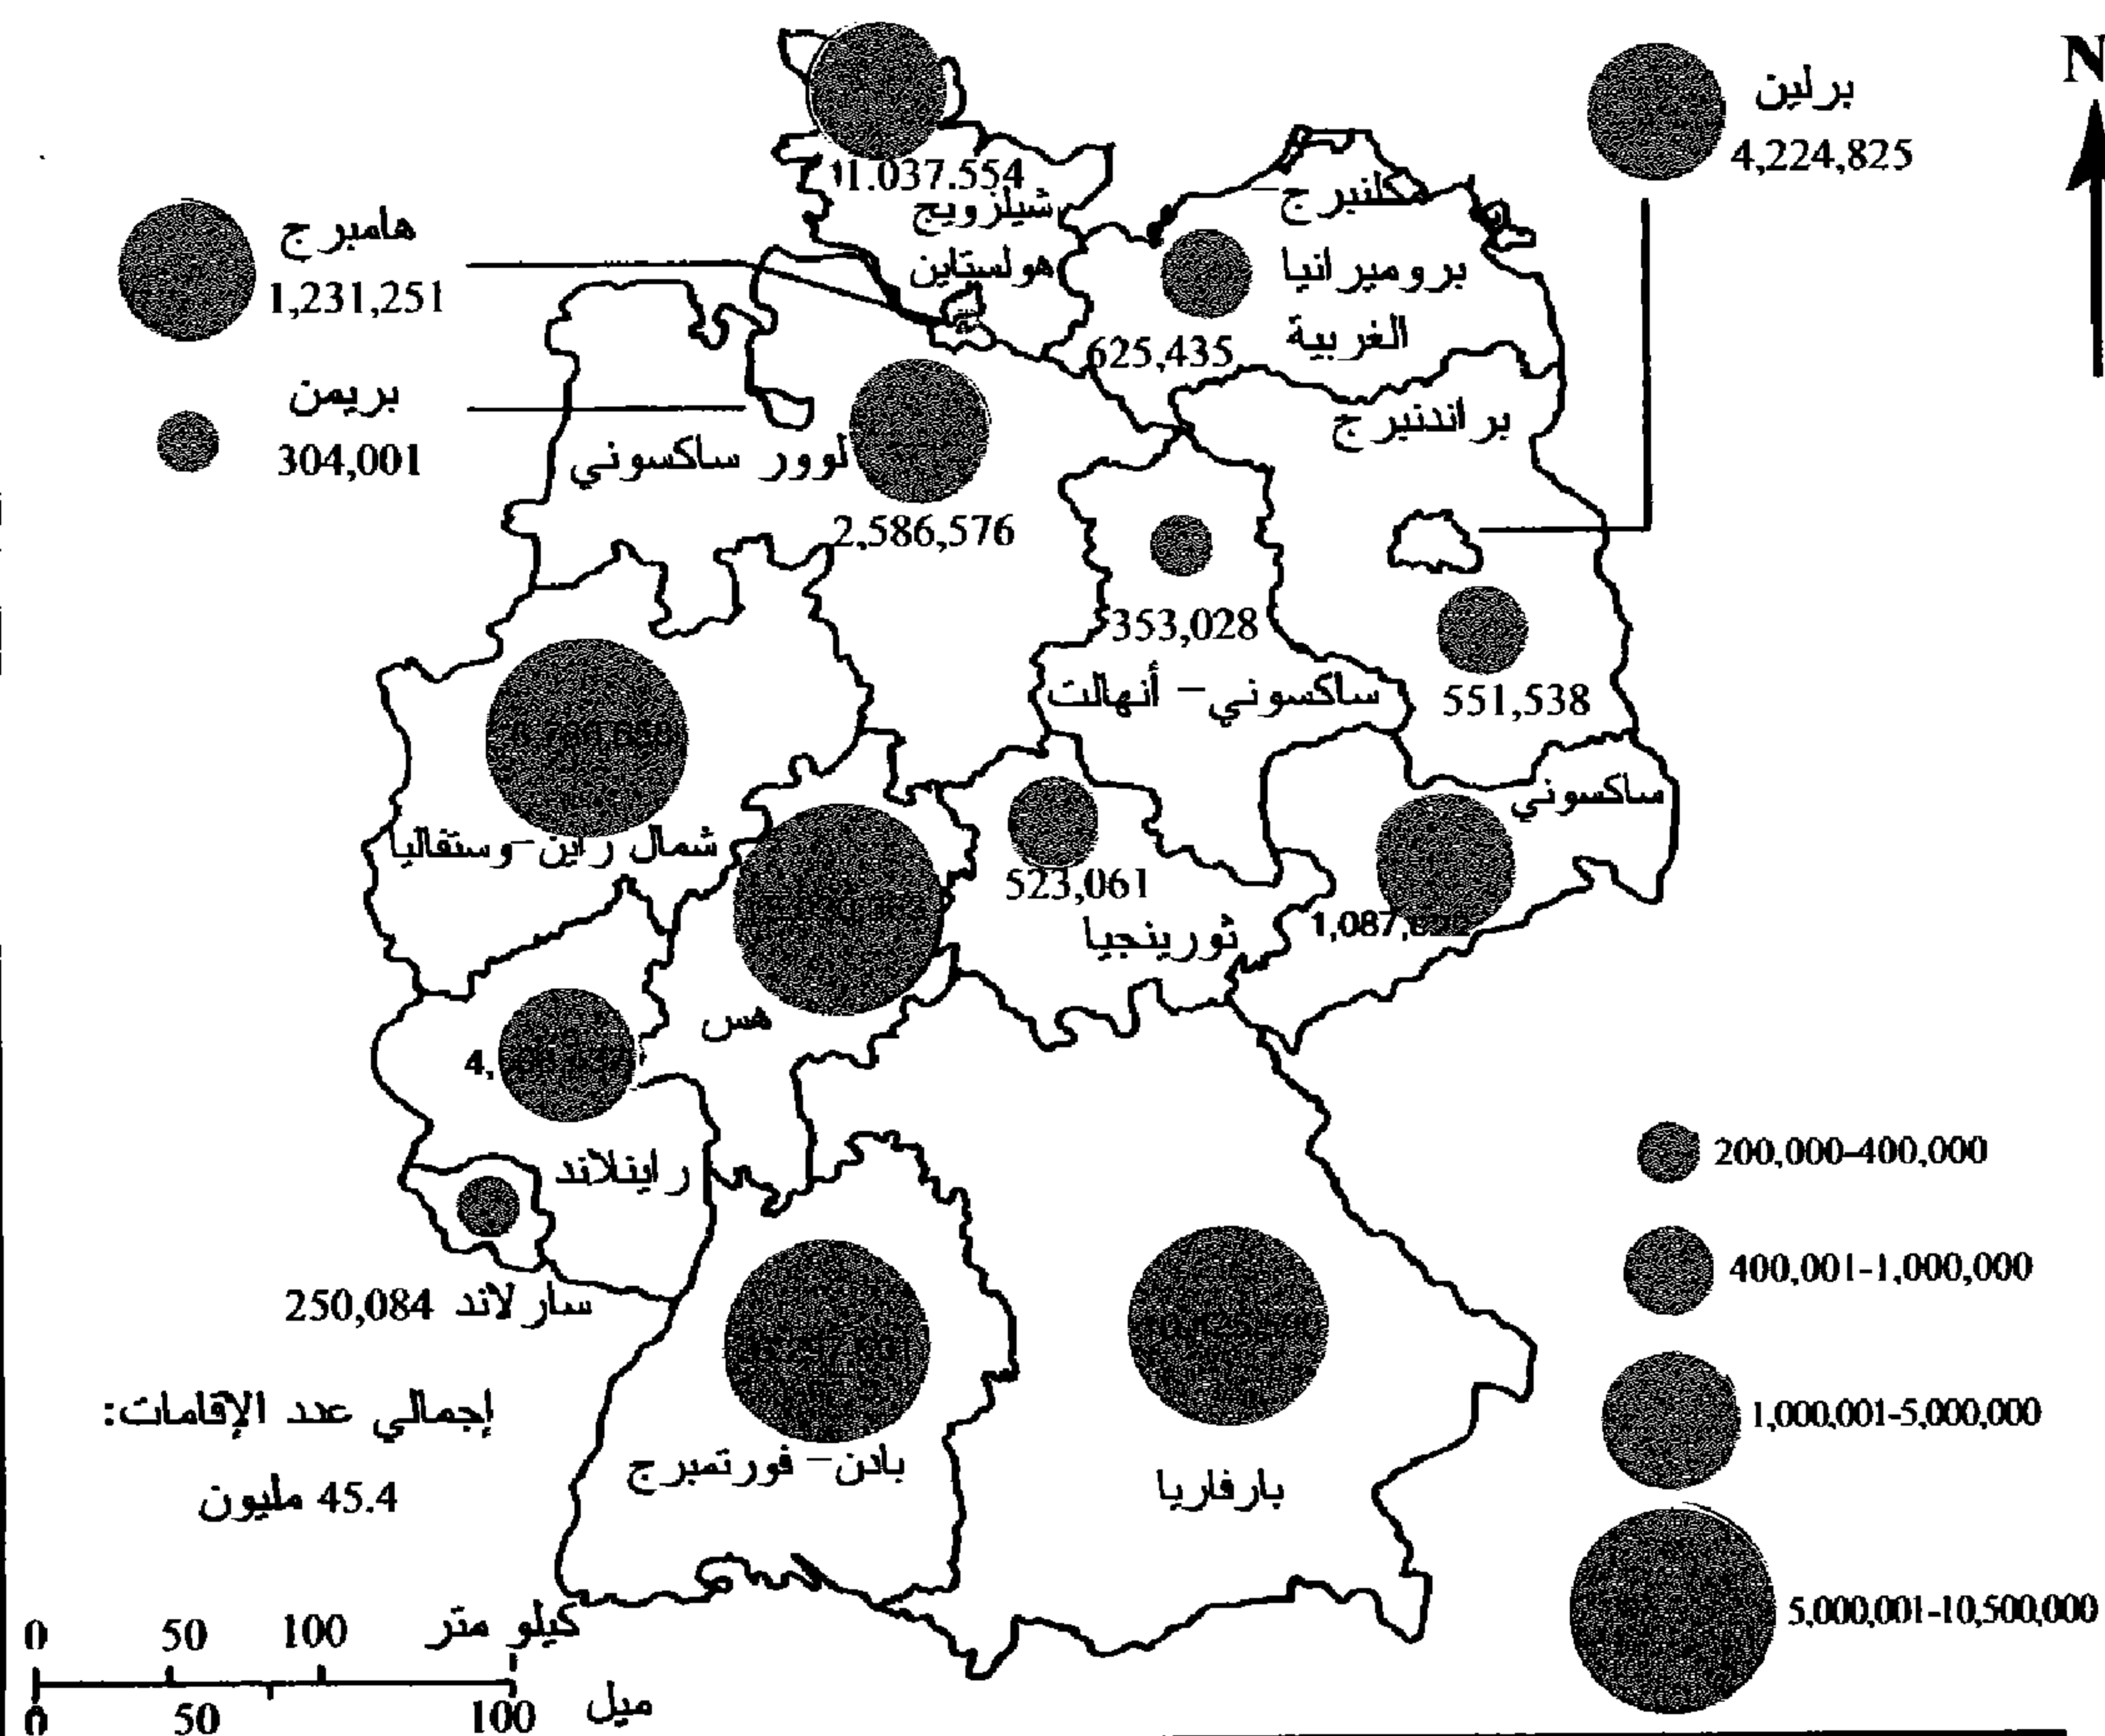 N
برلين
4,224,825
1.037.554
شيلزويج
هولستاين
هامبرج
1,231,251
بريمن
304,001
بروميرانيا
الغربية
625,435
براندنبرج
لوور ساكسوني
2,586,576
353,028
ساكسوني – أنهالت
551,538
ساكسوني
شمال راين-وستفاليا
523,061
ثورينجيا
1,087,
هس
4,
راينلاند
سارلاند 250,084
بادن – فورتمبرج
بارفاريا
إجمالي عدد الإقامات:
45.4 مليون
200,000-400,000
400,001-1,000,000
1,000,001-5,000,000
5,000,001-10,500,000
0 50 100 كيلو متر
0 50 100 ميل